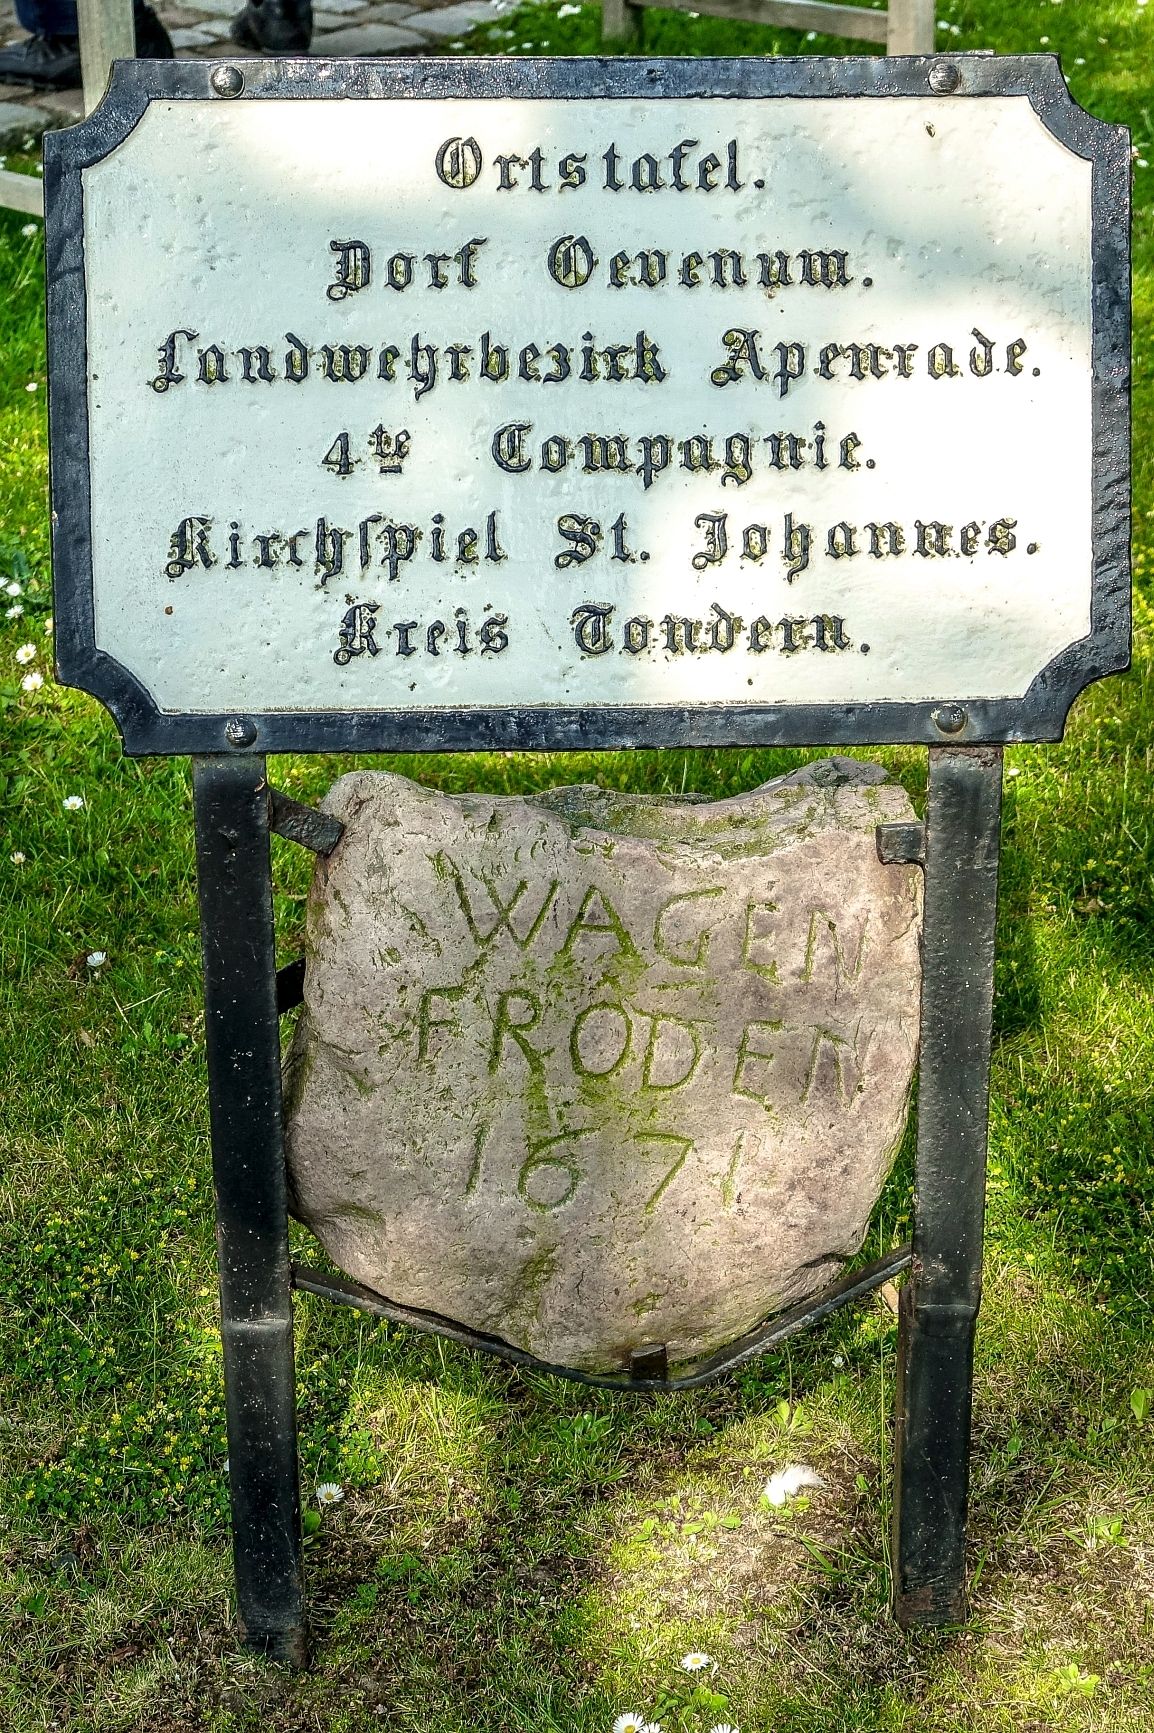 Ortstafel.
Dorf Oevenum.
Landwehrbezirk Apenrade.
4te Compagnie.
Kirchspiel St. Johannes.
Kreis Tondern.
WAGEN
FRODEN
1671